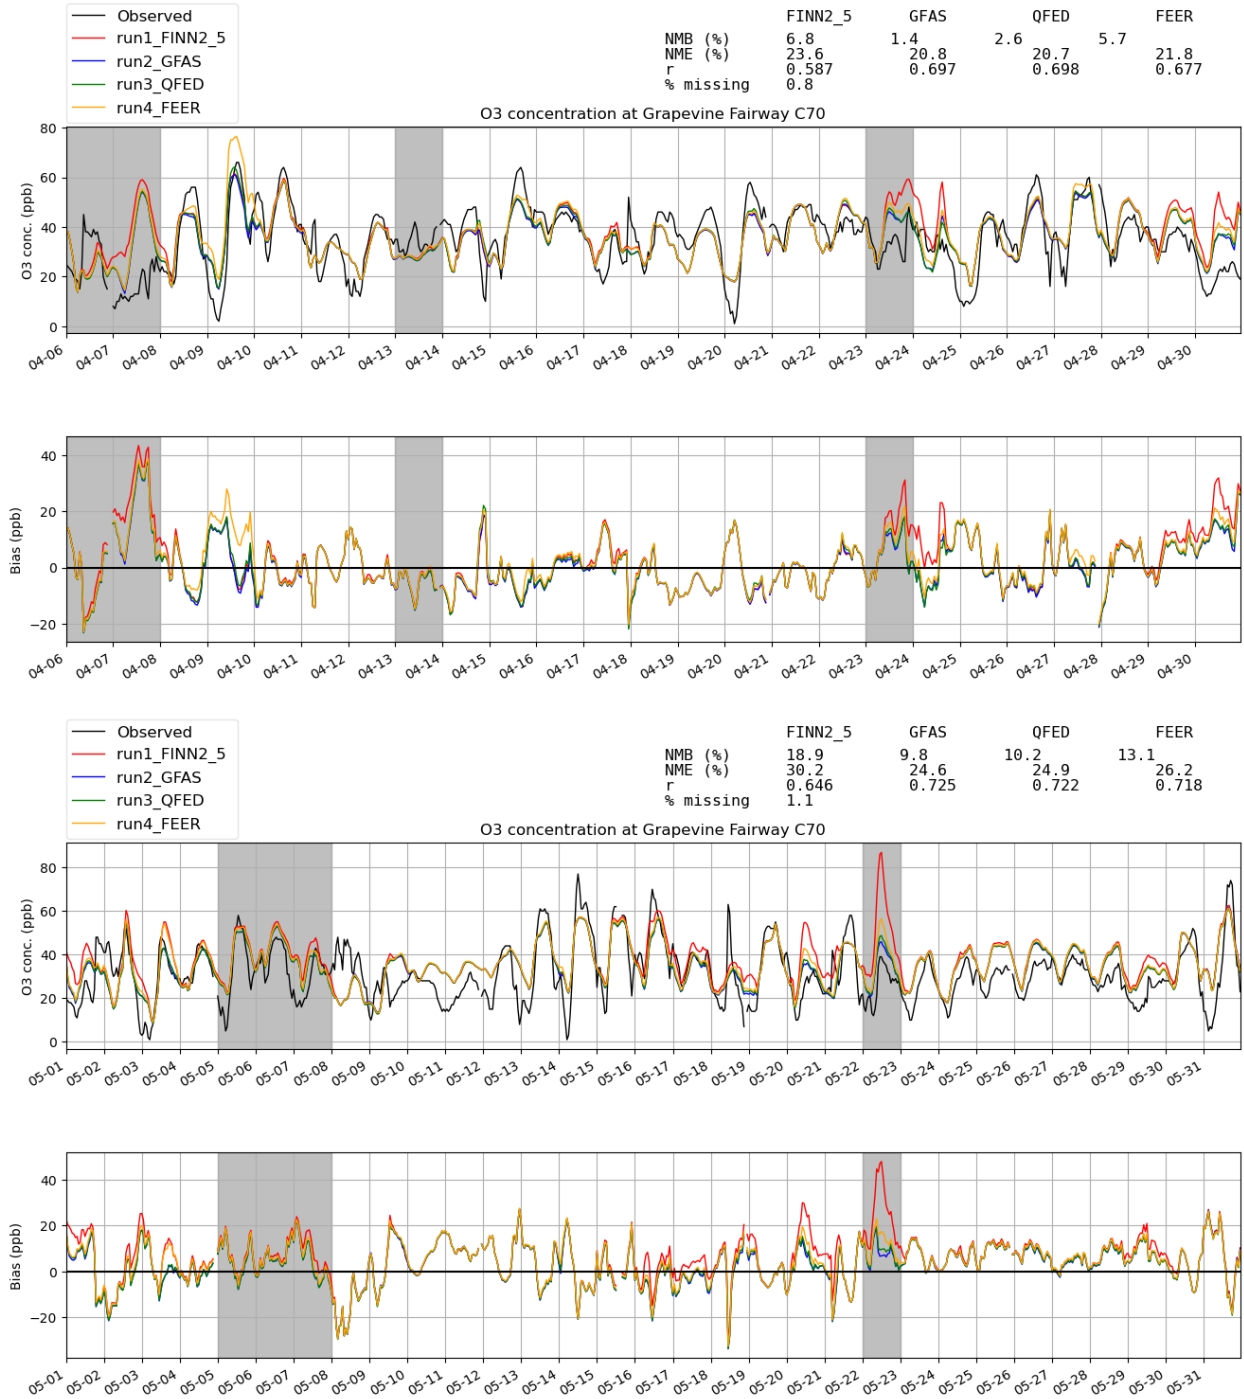 Observed
run1_FINN2_5
run2_GFAS
run3_QFED
run4_FEER
FINN2_5 GFAS QFED FEER
NMB (%) 6.8 1.4 2.6 5.7
NME (%) 23.6 20.8 20.7 21.8
r 0.587 0.697 0.698 0.677
% missing 0.8
O3 concentration at Grapevine Fairway C70
O3 conc. (ppb)
80
60
40
20
0
04-06 04-07 04-08 04-09 04-10 04-11 04-12 04-13 04-14 04-15 04-16 04-17 04-18 04-19 04-20 04-21 04-22 04-23 04-24 04-25 04-26 04-27 04-28 04-29 04-30
Bias (ppb)
40
20
0
−20
04-06 04-07 04-08 04-09 04-10 04-11 04-12 04-13 04-14 04-15 04-16 04-17 04-18 04-19 04-20 04-21 04-22 04-23 04-24 04-25 04-26 04-27 04-28 04-29 04-30
Observed
run1_FINN2_5
run2_GFAS
run3_QFED
run4_FEER
FINN2_5 GFAS QFED FEER
NMB (%) 18.9 9.8 10.2 13.1
NME (%) 30.2 24.6 24.9 26.2
r 0.646 0.725 0.722 0.718
% missing 1.1
O3 concentration at Grapevine Fairway C70
O3 conc. (ppb)
80
60
40
20
0
05-01 05-02 05-03 05-04 05-05 05-06 05-07 05-08 05-09 05-10 05-11 05-12 05-13 05-14 05-15 05-16 05-17 05-18 05-19 05-20 05-21 05-22 05-23 05-24 05-25 05-26 05-27 05-28 05-29 05-30 05-31
Bias (ppb)
40
20
0
−20
05-01 05-02 05-03 05-04 05-05 05-06 05-07 05-08 05-09 05-10 05-11 05-12 05-13 05-14 05-15 05-16 05-17 05-18 05-19 05-20 05-21 05-22 05-23 05-24 05-25 05-26 05-27 05-28 05-29 05-30 05-31